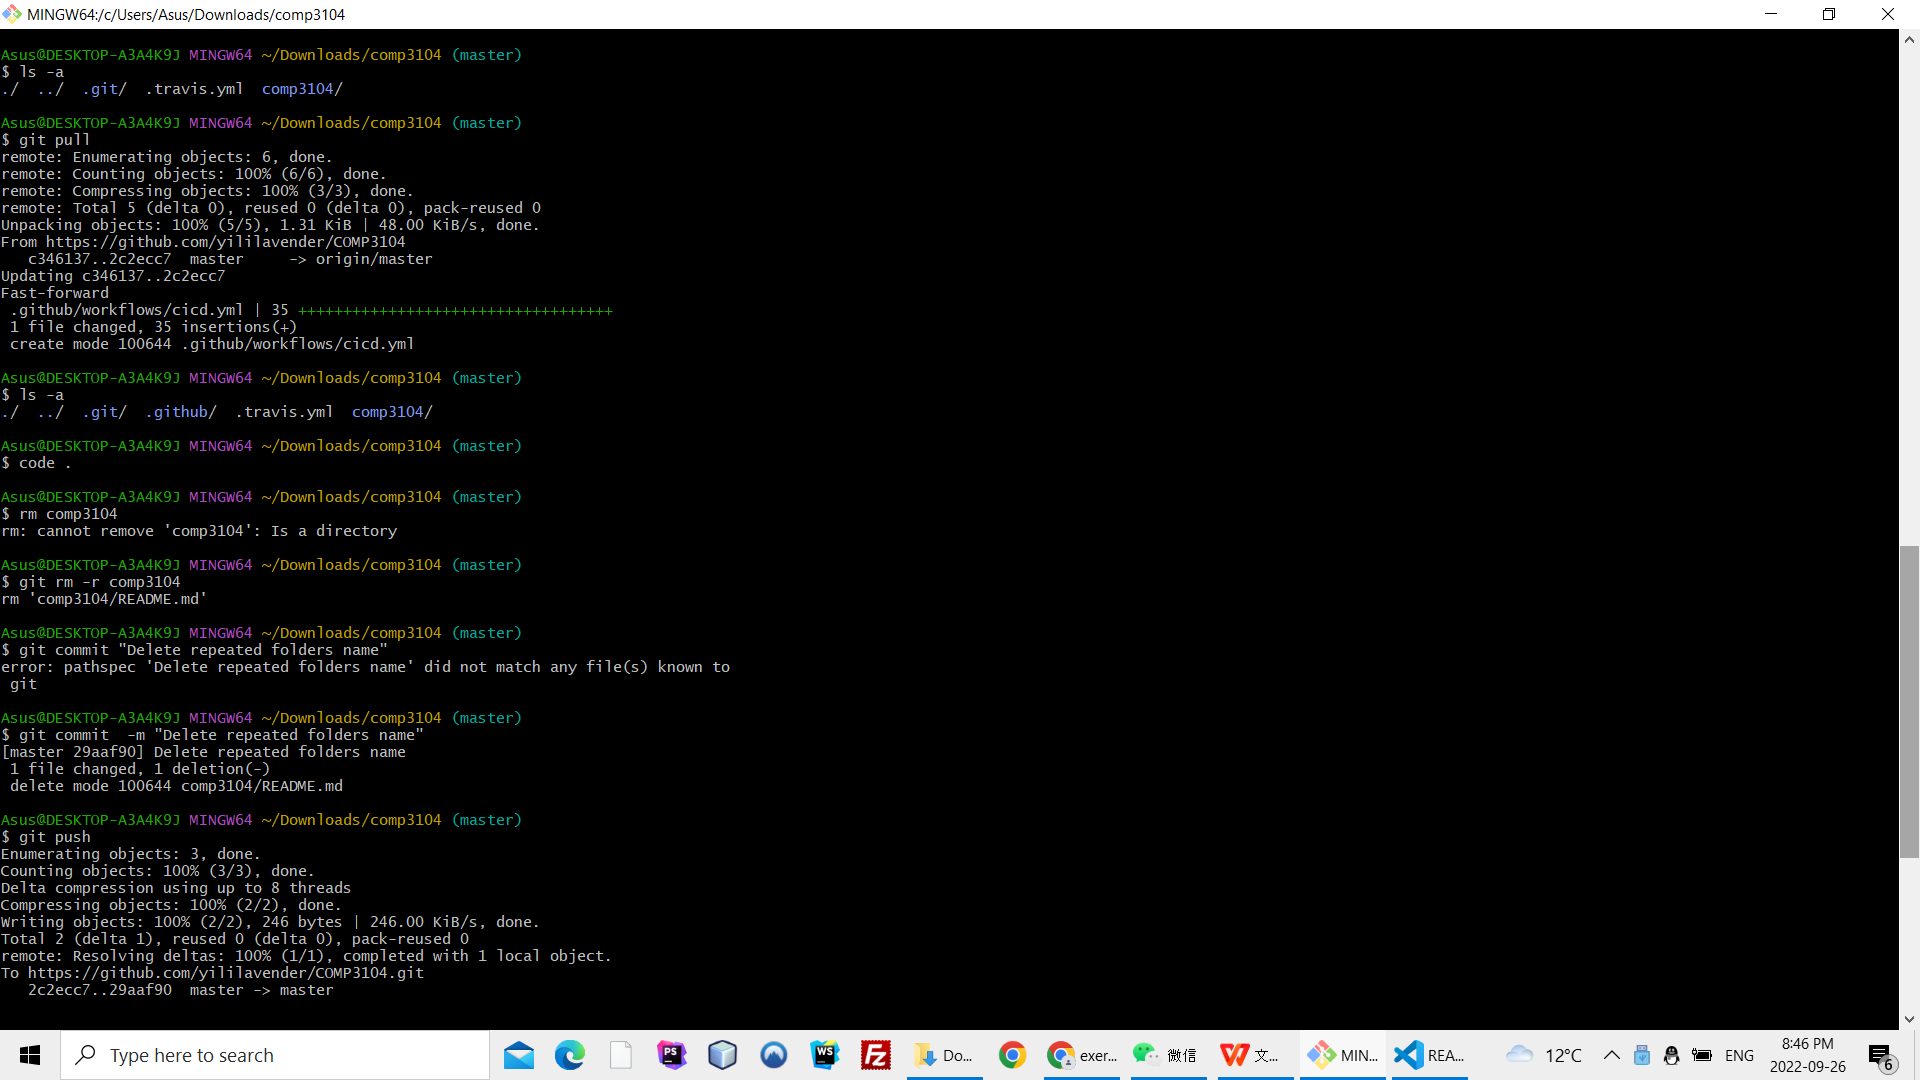 MINGW64:/c/Users/Asus/Downloads/comp3104
Asus@DESKTOP-A3A4K9J MINGW64 ~/Downloads/comp3104 (master)
$ ls -a
./  ../  .git/  .travis.yml  comp3104/
Asus@DESKTOP-A3A4K9J MINGW64 ~/Downloads/comp3104 (master)
$ git pull
remote: Enumerating objects: 6, done.
remote: Counting objects: 100% (6/6), done.
remote: Compressing objects: 100% (3/3), done.
remote: Total 5 (delta 0), reused 0 (delta 0), pack-reused 0
Unpacking objects: 100% (5/5), 1.31 KiB | 48.00 KiB/s, done.
From https://github.com/yililavender/COMP3104
   c346137..2c2ecc7  master     -> origin/master
Updating c346137..2c2ecc7
Fast-forward
 .github/workflows/cicd.yml | 35 +++++++++++++++++++++++++++++++++++
 1 file changed, 35 insertions(+)
 create mode 100644 .github/workflows/cicd.yml
Asus@DESKTOP-A3A4K9J MINGW64 ~/Downloads/comp3104 (master)
$ ls -a
./  ../  .git/  .github/  .travis.yml  comp3104/
Asus@DESKTOP-A3A4K9J MINGW64 ~/Downloads/comp3104 (master)
$ code .
Asus@DESKTOP-A3A4K9J MINGW64 ~/Downloads/comp3104 (master)
$ rm comp3104
rm: cannot remove 'comp3104': Is a directory
Asus@DESKTOP-A3A4K9J MINGW64 ~/Downloads/comp3104 (master)
$ git rm -r comp3104
rm 'comp3104/README.md'
Asus@DESKTOP-A3A4K9J MINGW64 ~/Downloads/comp3104 (master)
$ git commit "Delete repeated folders name"
error: pathspec 'Delete repeated folders name' did not match any file(s) known to
 git
Asus@DESKTOP-A3A4K9J MINGW64 ~/Downloads/comp3104 (master)
$ git commit  -m "Delete repeated folders name"
[master 29aaf90] Delete repeated folders name
 1 file changed, 1 deletion(-)
 delete mode 100644 comp3104/README.md
Asus@DESKTOP-A3A4K9J MINGW64 ~/Downloads/comp3104 (master)
$ git push
Enumerating objects: 3, done.
Counting objects: 100% (3/3), done.
Delta compression using up to 8 threads
Compressing objects: 100% (2/2), done.
Writing objects: 100% (2/2), 246 bytes | 246.00 KiB/s, done.
Total 2 (delta 1), reused 0 (delta 0), pack-reused 0
remote: Resolving deltas: 100% (1/1), completed with 1 local object.
To https://github.com/yililavender/COMP3104.git
   2c2ecc7..29aaf90  master -> master
Type here to search PS WS Fz Do... exer... 微信 文... MIN... REA... 12°C ENG
8:46 PM
2022-09-26
6